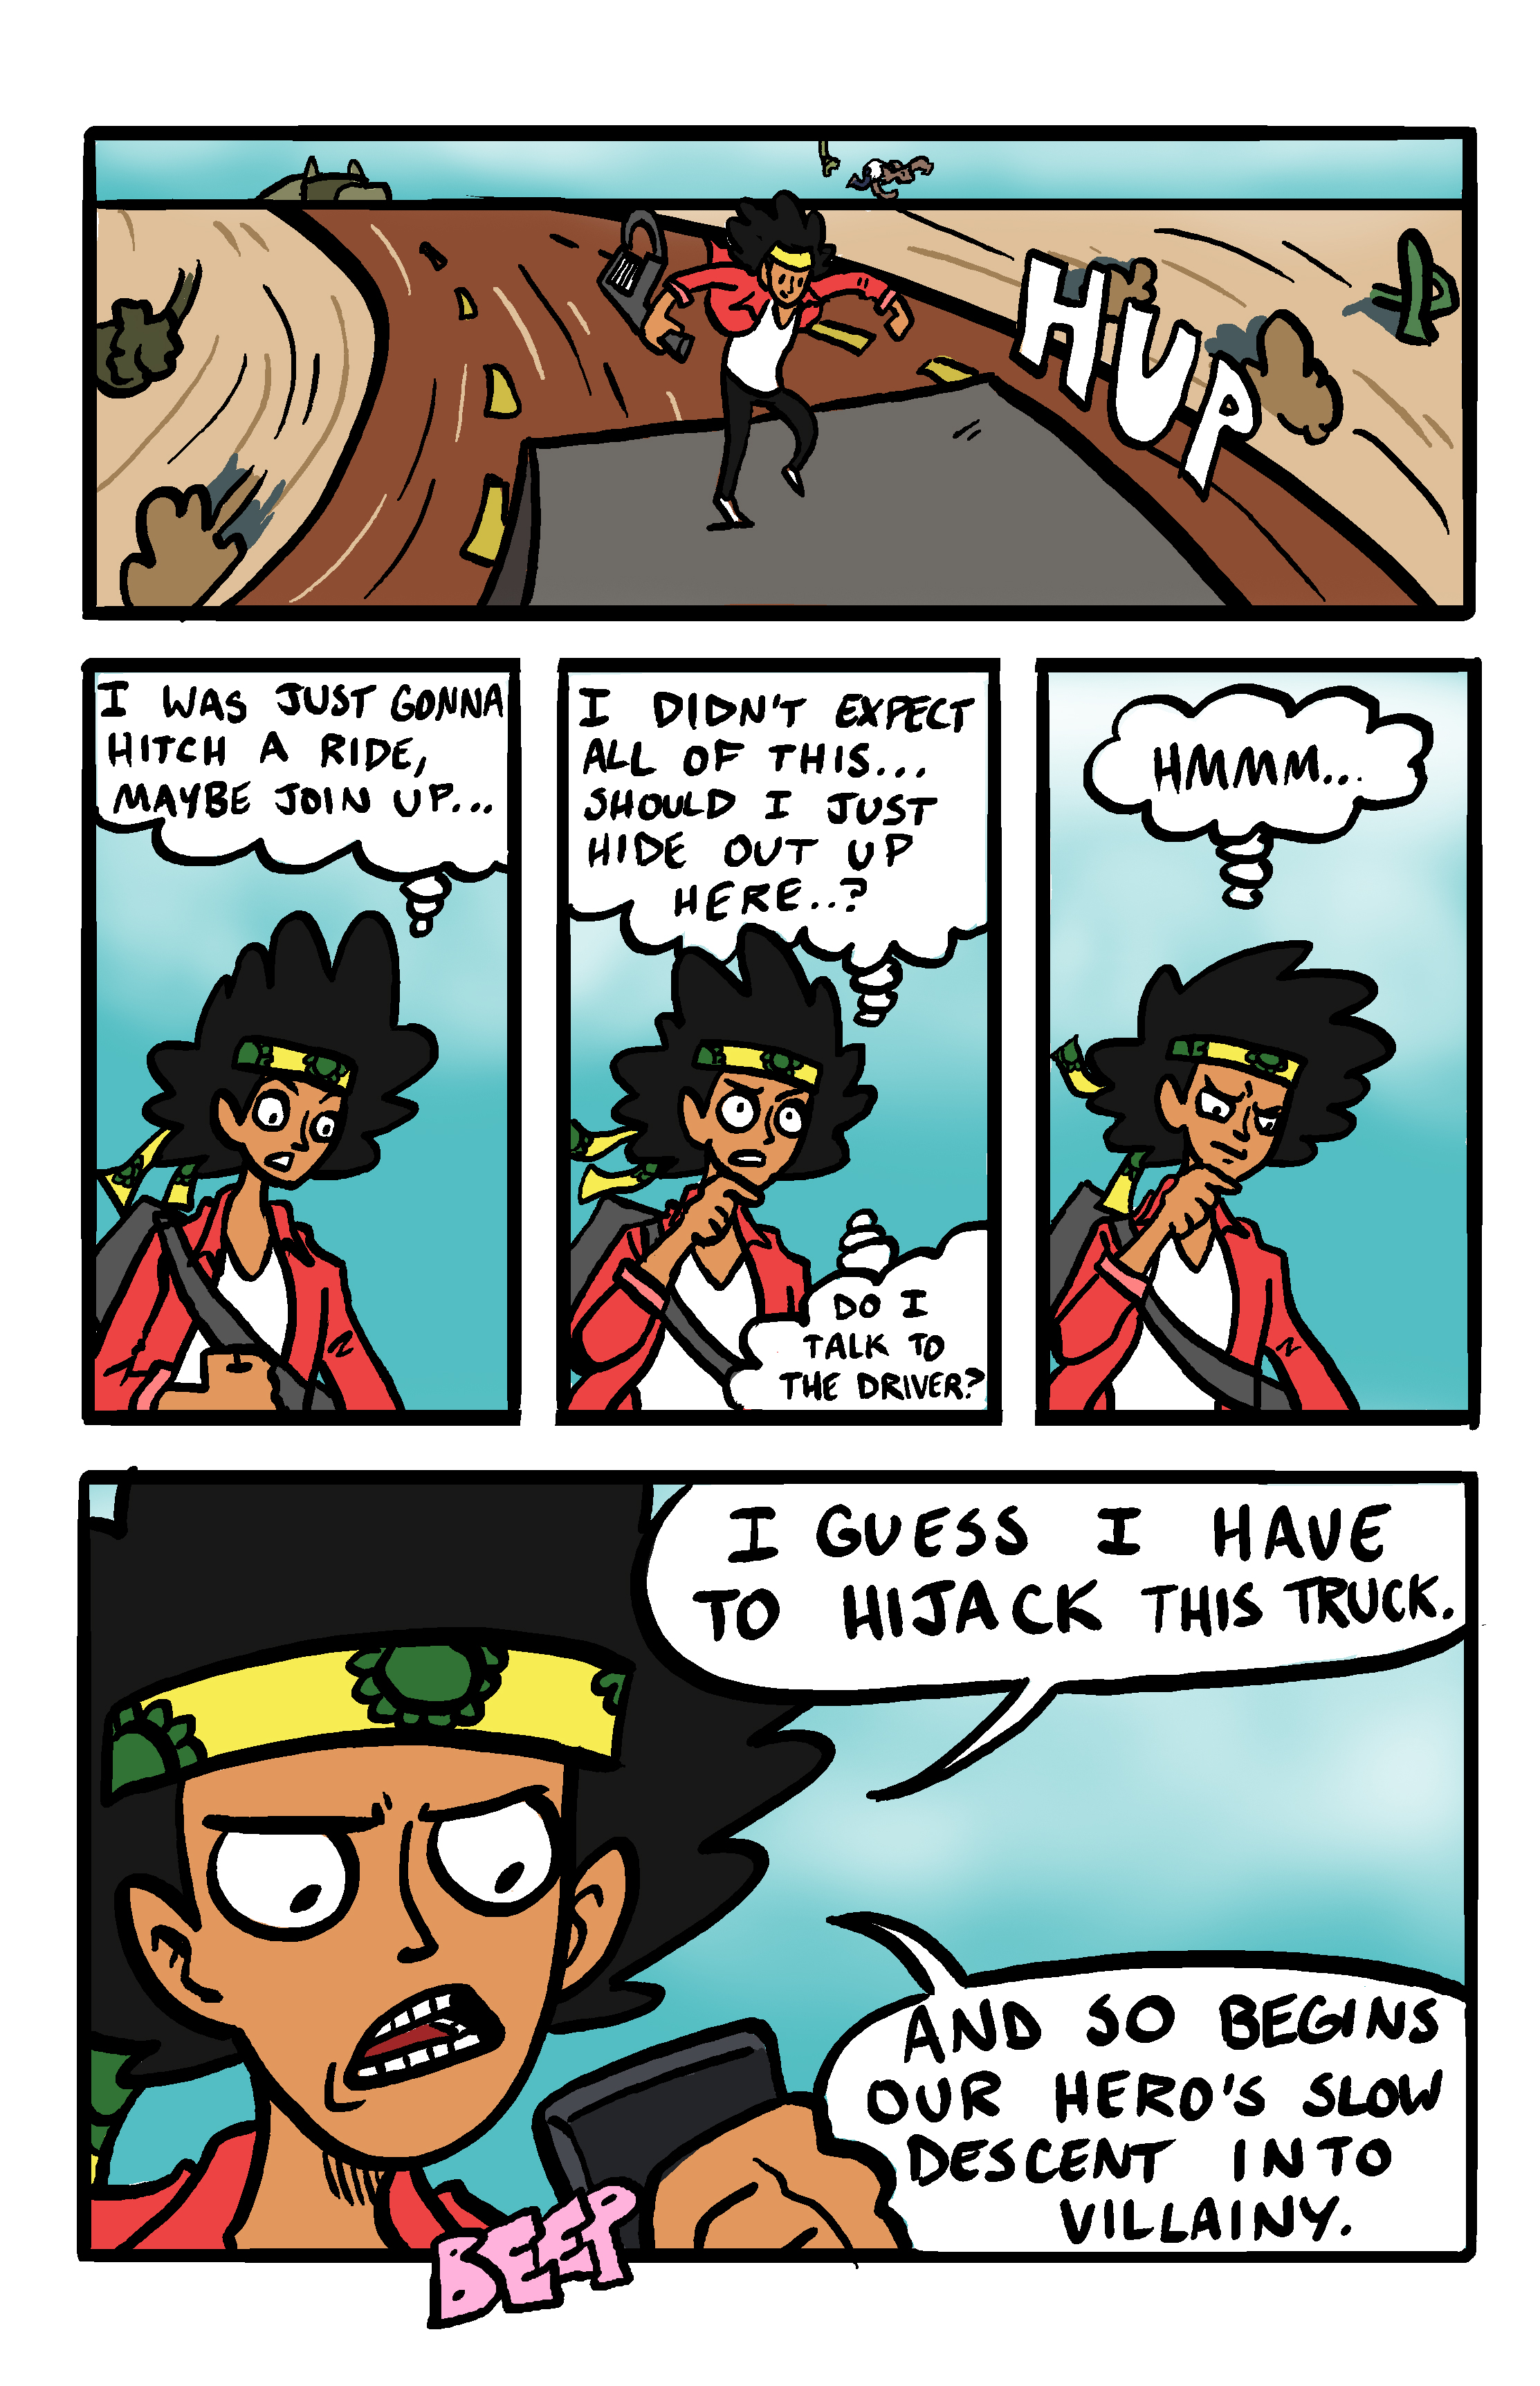 HUP
I WAS JUST GONNA
HITCH A RIDE,
MAYBE JOIN UP...
I DIDN'T EXPECT
ALL OF THIS...
SHOULD I JUST
HIDE OUT UP
HERE..?
DO I
TALK TO
THE DRIVER?
HMMM...
I GUESS I HAVE
TO HIJACK THIS TRUCK.
AND SO BEGINS
OUR HERO'S SLOW
DESCENT INTO
VILLAINY.
BEEP